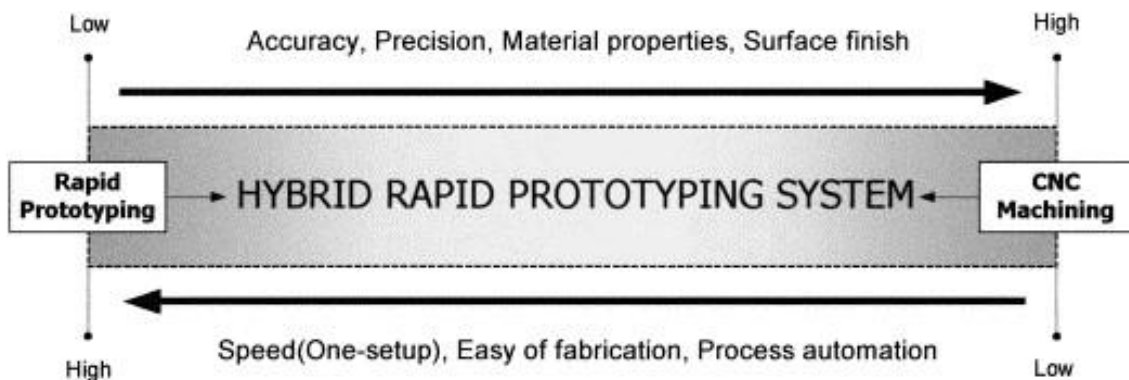 Low
High
Accuracy, Precision, Material properties, Surface finish
Rapid
Prototyping
HYBRID RAPID PROTOTYPING SYSTEM
CNC
Machining
Speed(One-setup), Easy of fabrication, Process automation
High
Low